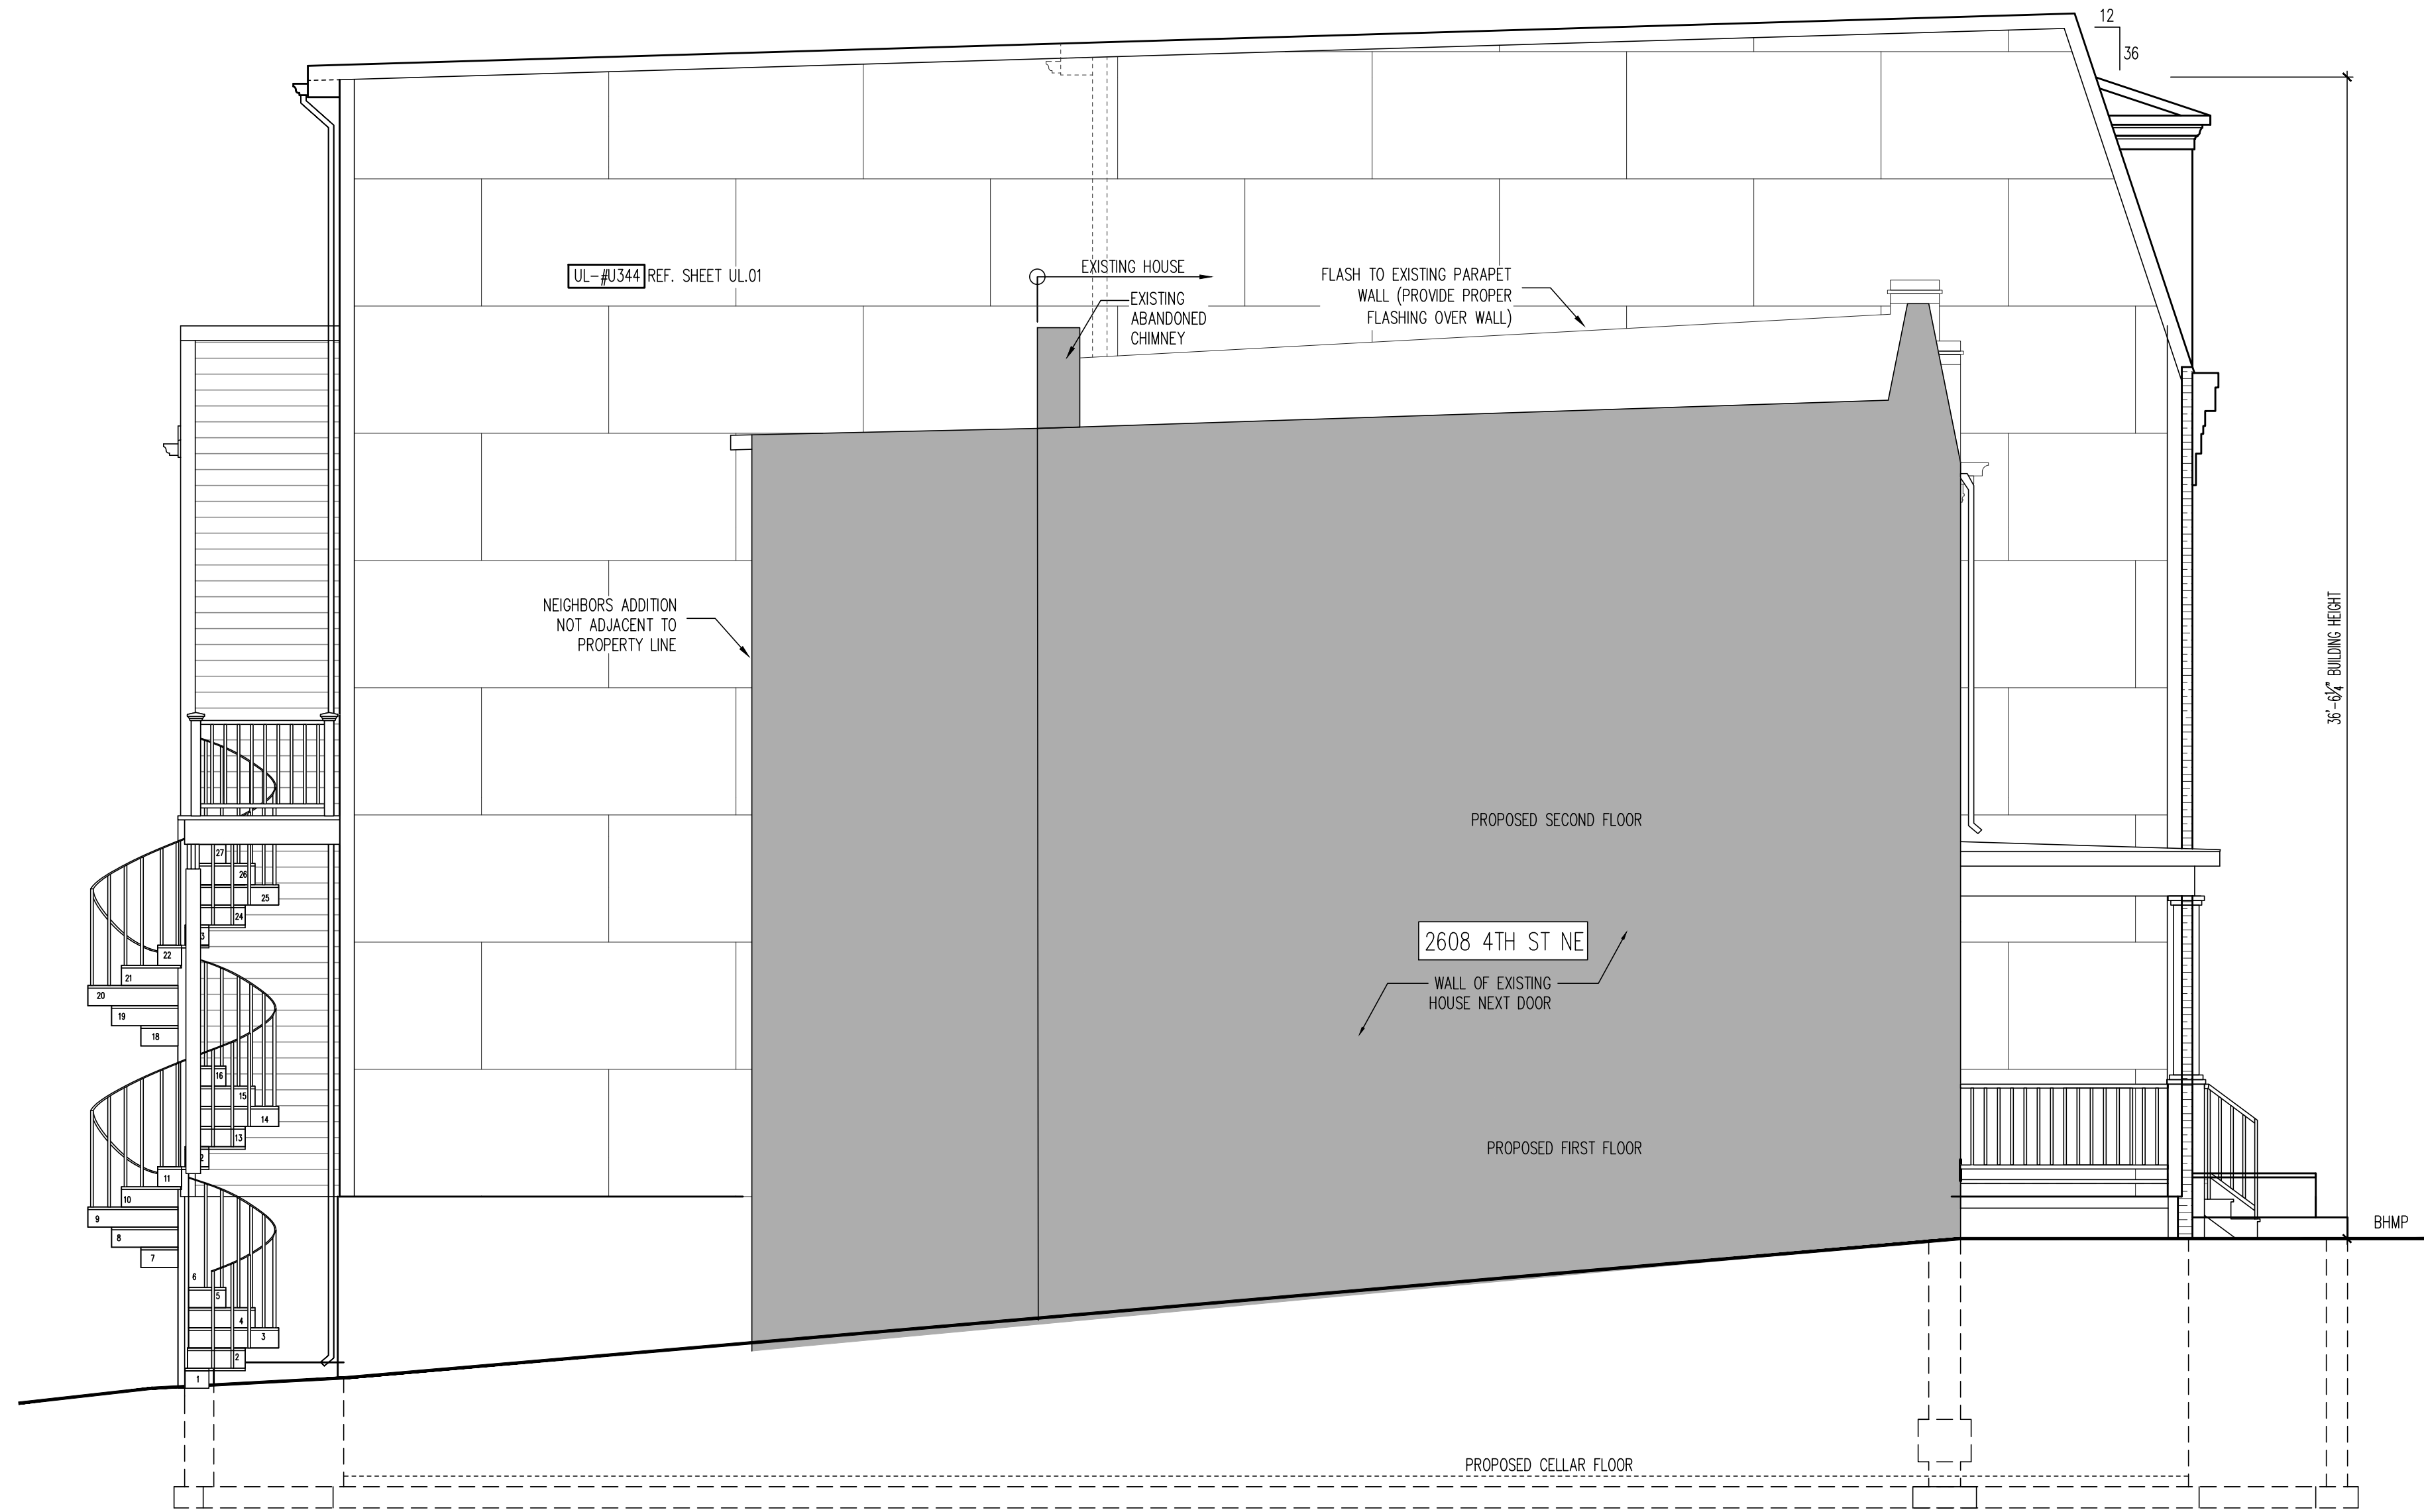 12
36
UL-#U344 REF. SHEET UL.01
EXISTING HOUSE
EXISTING
ABANDONED
CHIMNEY
FLASH TO EXISTING PARAPET
WALL (PROVIDE PROPER
FLASHING OVER WALL)
NEIGHBORS ADDITION
NOT ADJACENT TO
PROPERTY LINE
36'-6¼" BUILDING HEIGHT
PROPOSED SECOND FLOOR
2608 4TH ST NE
WALL OF EXISTING
HOUSE NEXT DOOR
PROPOSED FIRST FLOOR
BHMP
PROPOSED CELLAR FLOOR
27
26
25
24
3
22
21
20
19
18
16
15
14
13
2
11
10
9
8
7
6
5
4
3
2
1